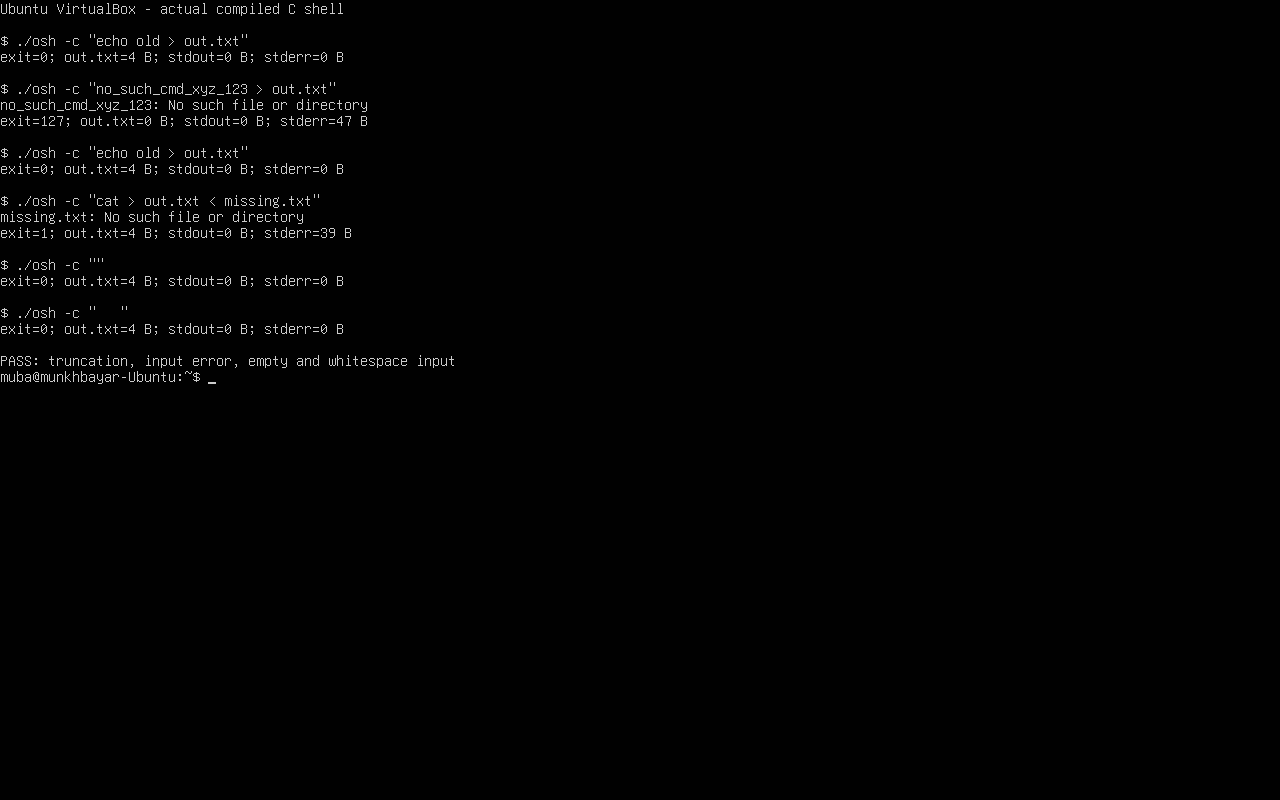 Ubuntu VirtualBox - actual compiled C shell
$ ./osh -c "echo old > out.txt"
exit=0; out.txt=4 B; stdout=0 B; stderr=0 B
$ ./osh -c "no_such_cmd_xyz_123 > out.txt"
no_such_cmd_xyz_123: No such file or directory
exit=127; out.txt=0 B; stdout=0 B; stderr=47 B
$ ./osh -c "echo old > out.txt"
exit=0; out.txt=4 B; stdout=0 B; stderr=0 B
$ ./osh -c "cat > out.txt < missing.txt"
missing.txt: No such file or directory
exit=1; out.txt=4 B; stdout=0 B; stderr=39 B
$ ./osh -c ""
exit=0; out.txt=4 B; stdout=0 B; stderr=0 B
$ ./osh -c "   "
exit=0; out.txt=4 B; stdout=0 B; stderr=0 B
PASS: truncation, input error, empty and whitespace input
muba@munkhbayar-Ubuntu:~$ _